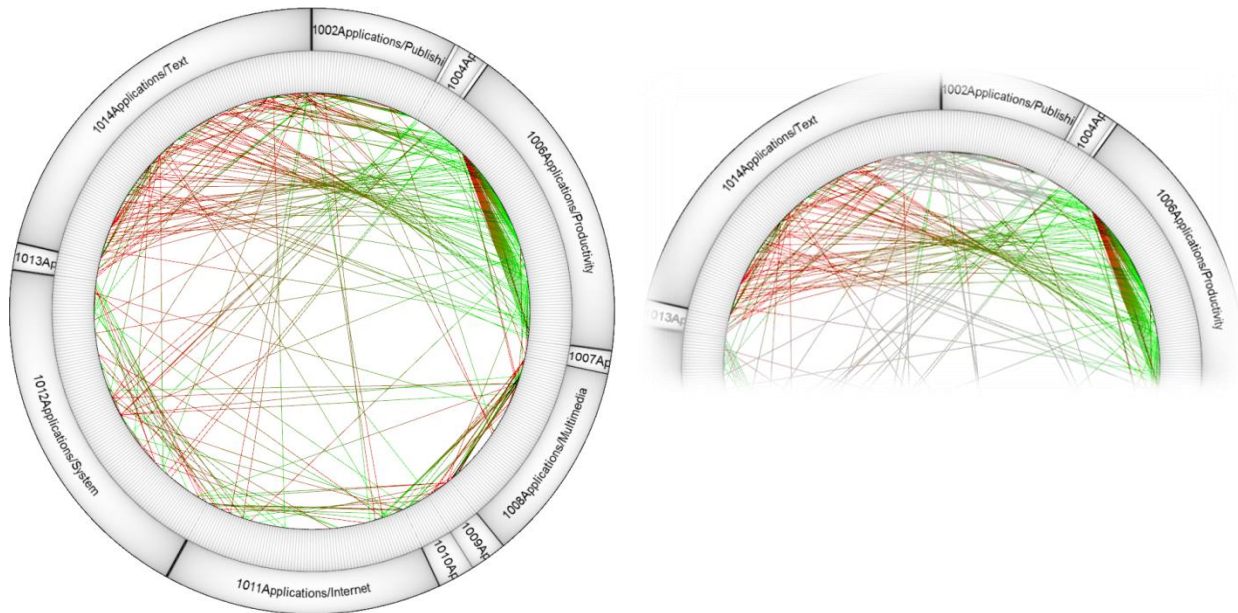 1002Applications/Publishi
1004Ap
1006Applications/Productivity
1007Ap
1008Applications/Multimedia
1009Ap
1010Ap
1011Applications/Internet
1012Applications/System
1013Ap
1014Applications/Text
1002Applications/Publishi
1004Ap
1006Applications/Productivity
1013Ap
1014Applications/Text